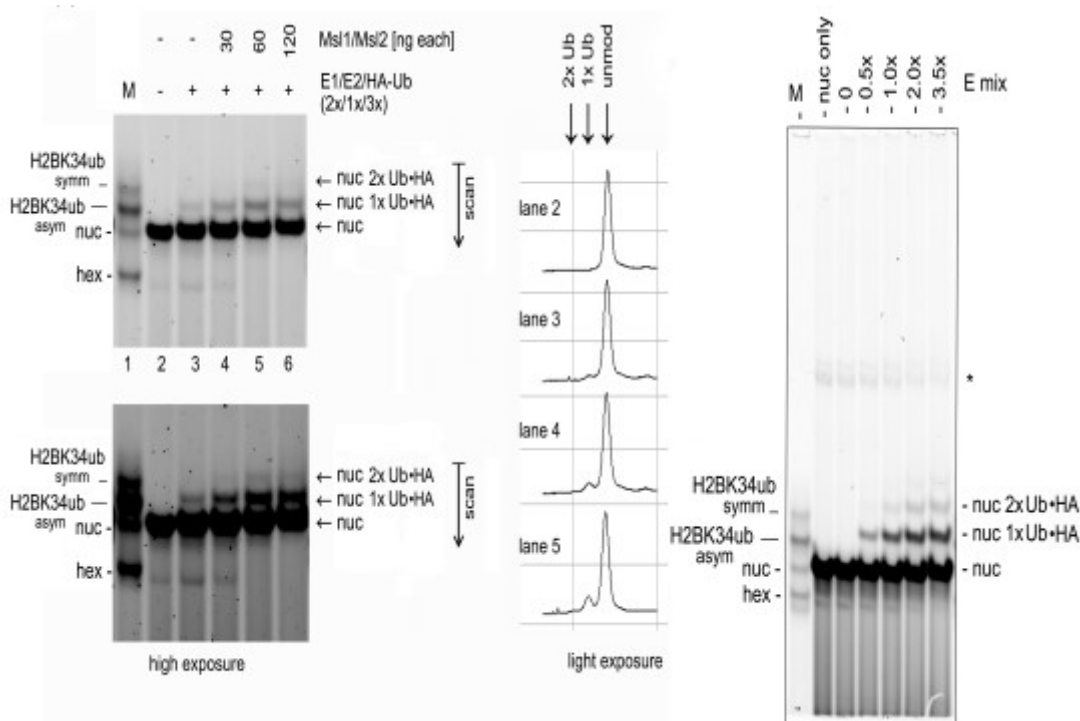 - - 30 60 120 Msl1/Msl2 [ng each]
M - + + + + E1/E2/HA-Ub
(2x/1x/3x)
H2BK34ub
symm
H2BK34ub
asym
nuc -
hex -
← nuc 2x Ub•HA
← nuc 1x Ub•HA
← nuc
scan
1 2 3 4 5 6
H2BK34ub
symm
H2BK34ub
asym
nuc -
hex -
← nuc 2x Ub•HA
← nuc 1x Ub•HA
← nuc
scan
high exposure
2x Ub
1x Ub
unmod
lane 2
lane 3
lane 4
lane 5
light exposure
M
- nuc only
- 0
- 0.5x
- 1.0x
- 2.0x
- 3.5x
E mix
*
H2BK34ub
symm
H2BK34ub
asym
nuc -
hex -
- nuc 2x Ub•HA
- nuc 1x Ub•HA
- nuc